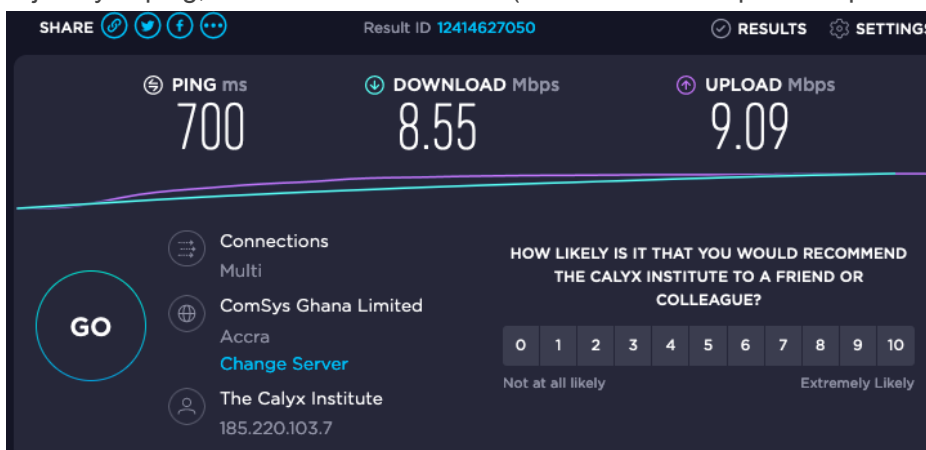 SHARE
Result ID 12414627050
RESULTS
SETTINGS
PING ms
700
DOWNLOAD Mbps
8.55
UPLOAD Mbps
9.09
GO
Connections
Multi
ComSys Ghana Limited
Accra
Change Server
The Calyx Institute
185.220.103.7
HOW LIKELY IS IT THAT YOU WOULD RECOMMEND
THE CALYX INSTITUTE TO A FRIEND OR
COLLEAGUE?
0 1 2 3 4 5 6 7 8 9 10
Not at all likely
Extremely Likely